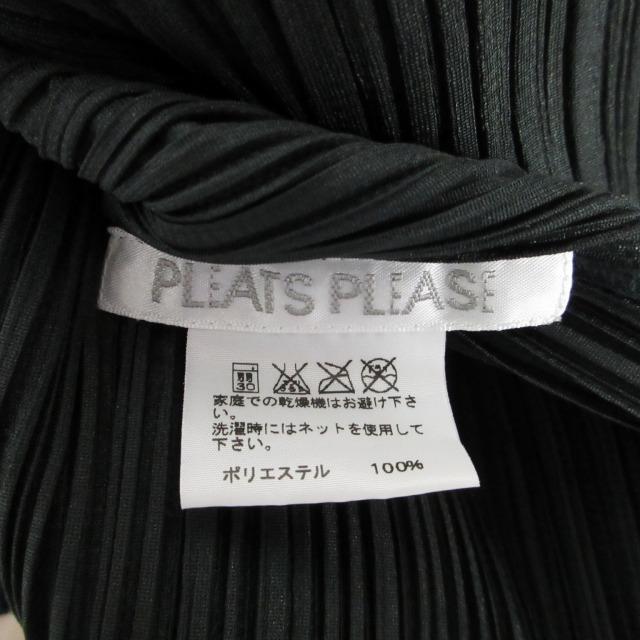 PLEATS PLEASE
家庭での乾燥機はお避け下さ
い。
洗濯時にはネットを使用して
下さい。
ポリエステル 100%